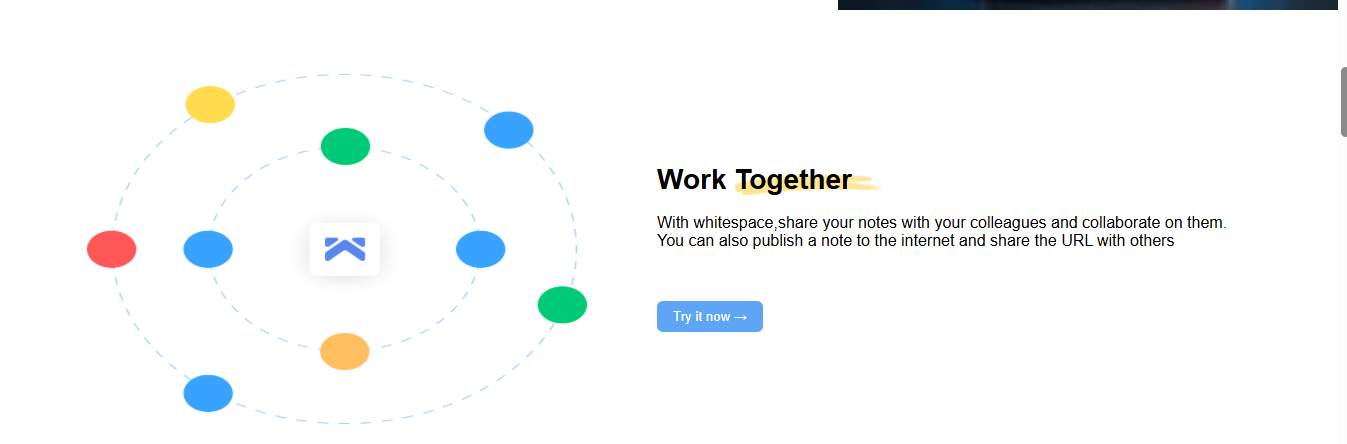 Work Together
With whitespace,share your notes with your colleagues and collaborate on them.
You can also publish a note to the internet and share the URL with others
Try it now →